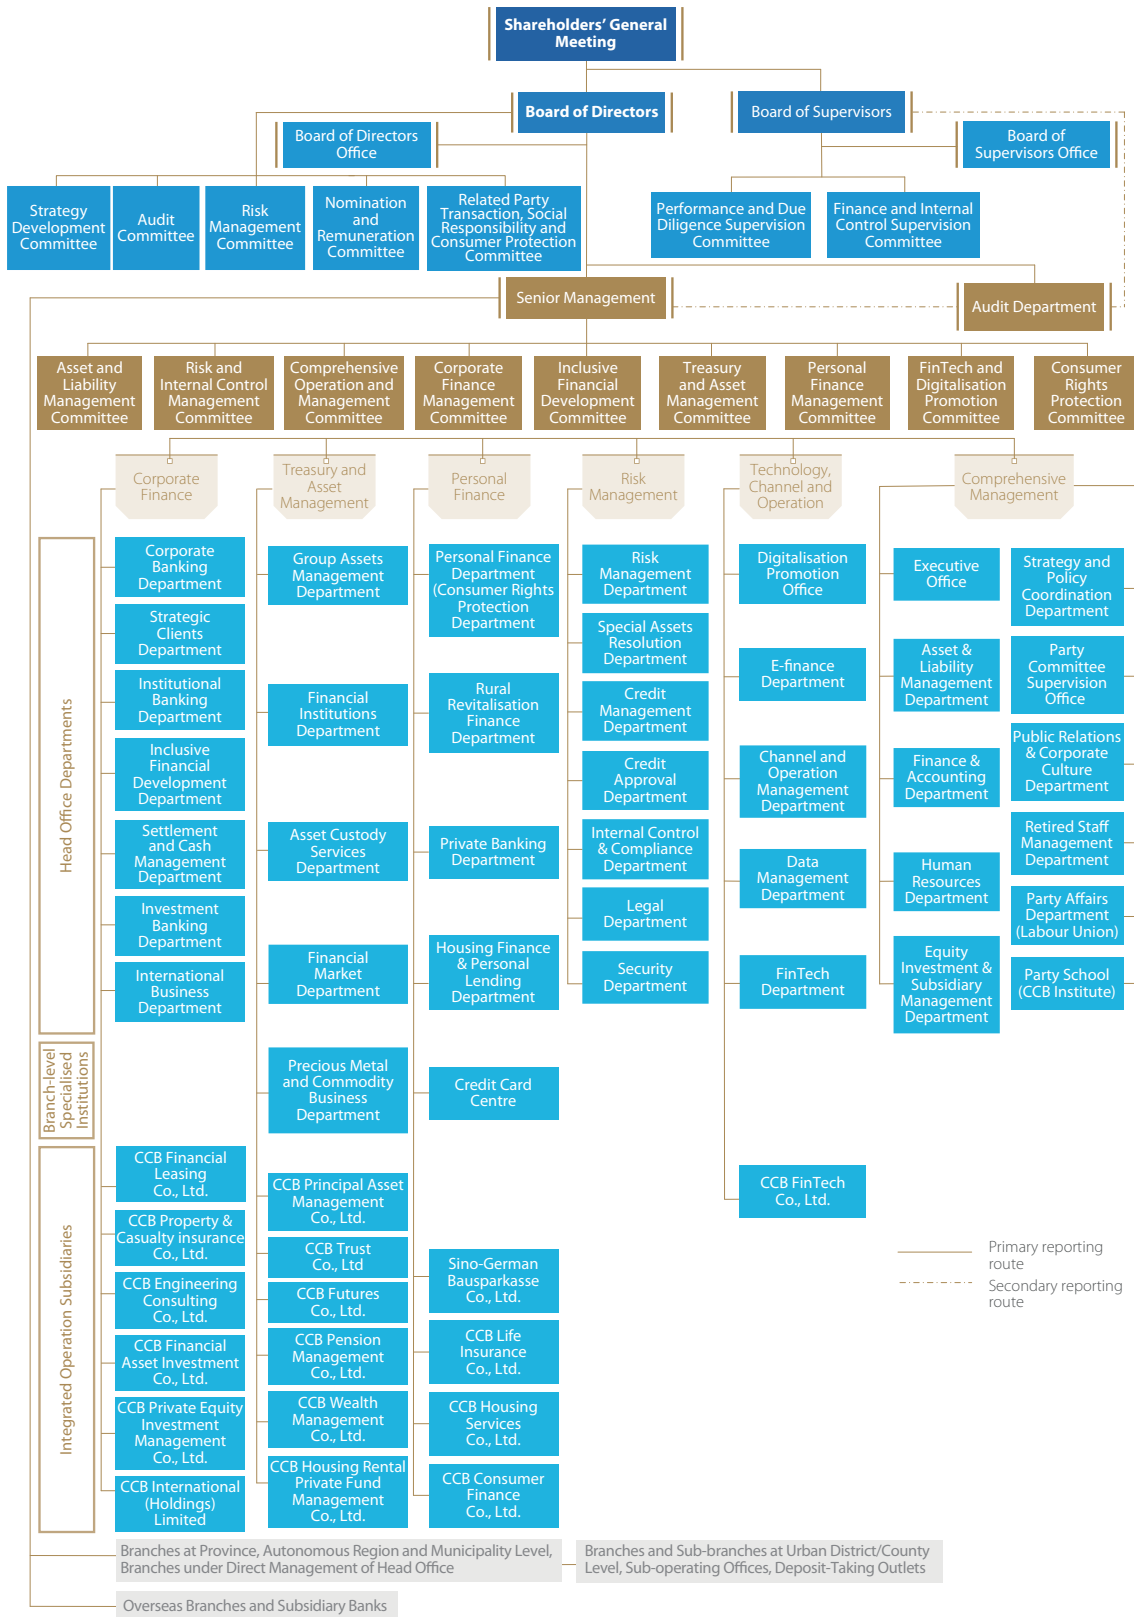 Shareholders' General
Meeting
Board of Directors
Board of Supervisors
Board of Directors
Office
Board of
Supervisors Office
Strategy
Development
Committee
Audit
Committee
Risk
Management
Committee
Nomination
and
Remuneration
Committee
Related Party
Transaction, Social
Responsibility and
Consumer Protection
Committee
Performance and Due
Diligence Supervision
Committee
Finance and Internal
Control Supervision
Committee
Senior Management
Audit Department
Asset and
Liability
Management
Committee
Risk and
Internal Control
Management
Committee
Comprehensive
Operation and
Management
Committee
Corporate
Finance
Management
Committee
Inclusive
Financial
Development
Committee
Treasury
and Asset
Management
Committee
Personal
Finance
Management
Committee
FinTech and
Digitalisation
Promotion
Committee
Consumer
Rights
Protection
Committee
Corporate
Finance
Treasury and
Asset
Management
Personal
Finance
Risk
Management
Technology,
Channel and
Operation
Comprehensive
Management
Head Office Departments
Corporate
Banking
Department
Strategic
Clients
Department
Institutional
Banking
Department
Inclusive
Financial
Development
Department
Settlement
and Cash
Management
Department
Investment
Banking
Department
International
Business
Department
Group Assets
Management
Department
Financial
Institutions
Department
Asset Custody
Services
Department
Financial
Market
Department
Precious Metal
and Commodity
Business
Department
Personal Finance
Department
(Consumer Rights
Protection
Department
Rural
Revitalisation
Finance
Department
Private Banking
Department
Housing Finance
& Personal
Lending
Department
Credit Card
Centre
Risk
Management
Department
Special Assets
Resolution
Department
Credit
Management
Department
Credit
Approval
Department
Internal Control
& Compliance
Department
Legal
Department
Security
Department
Digitalisation
Promotion
Office
E-finance
Department
Channel and
Operation
Management
Department
Data
Management
Department
FinTech
Department
Executive
Office
Asset &
Liability
Management
Department
Finance &
Accounting
Department
Human
Resources
Department
Equity
Investment &
Subsidiary
Management
Department
Strategy and
Policy
Coordination
Department
Party
Committee
Supervision
Office
Public Relations
& Corporate
Culture
Department
Retired Staff
Management
Department
Party Affairs
Department
(Labour Union)
Party School
(CCB Institute)
Branch-level
Specialised
Institutions
Integrated Operation Subsidiaries
CCB Financial
Leasing
Co., Ltd.
CCB Property &
Casualty insurance
Co., Ltd.
CCB Engineering
Consulting
Co., Ltd.
CCB Financial
Asset Investment
Co., Ltd.
CCB Private Equity
Investment
Management
Co., Ltd.
CCB International
(Holdings)
Limited
CCB Principal Asset
Management
Co., Ltd.
CCB Trust
Co., Ltd
CCB Futures
Co., Ltd.
CCB Pension
Management
Co., Ltd.
CCB Wealth
Management
Co., Ltd.
CCB Housing Rental
Private Fund
Management
Co., Ltd.
Sino-German
Bausparkasse
Co., Ltd.
CCB Life
Insurance
Co., Ltd.
CCB Housing
Services
Co., Ltd.
CCB Consumer
Finance
Co., Ltd.
CCB FinTech
Co., Ltd.
Primary reporting
route
Secondary reporting
route
Branches at Province, Autonomous Region and Municipality Level,
Branches under Direct Management of Head Office
Branches and Sub-branches at Urban District/County
Level, Sub-operating Offices, Deposit-Taking Outlets
Overseas Branches and Subsidiary Banks